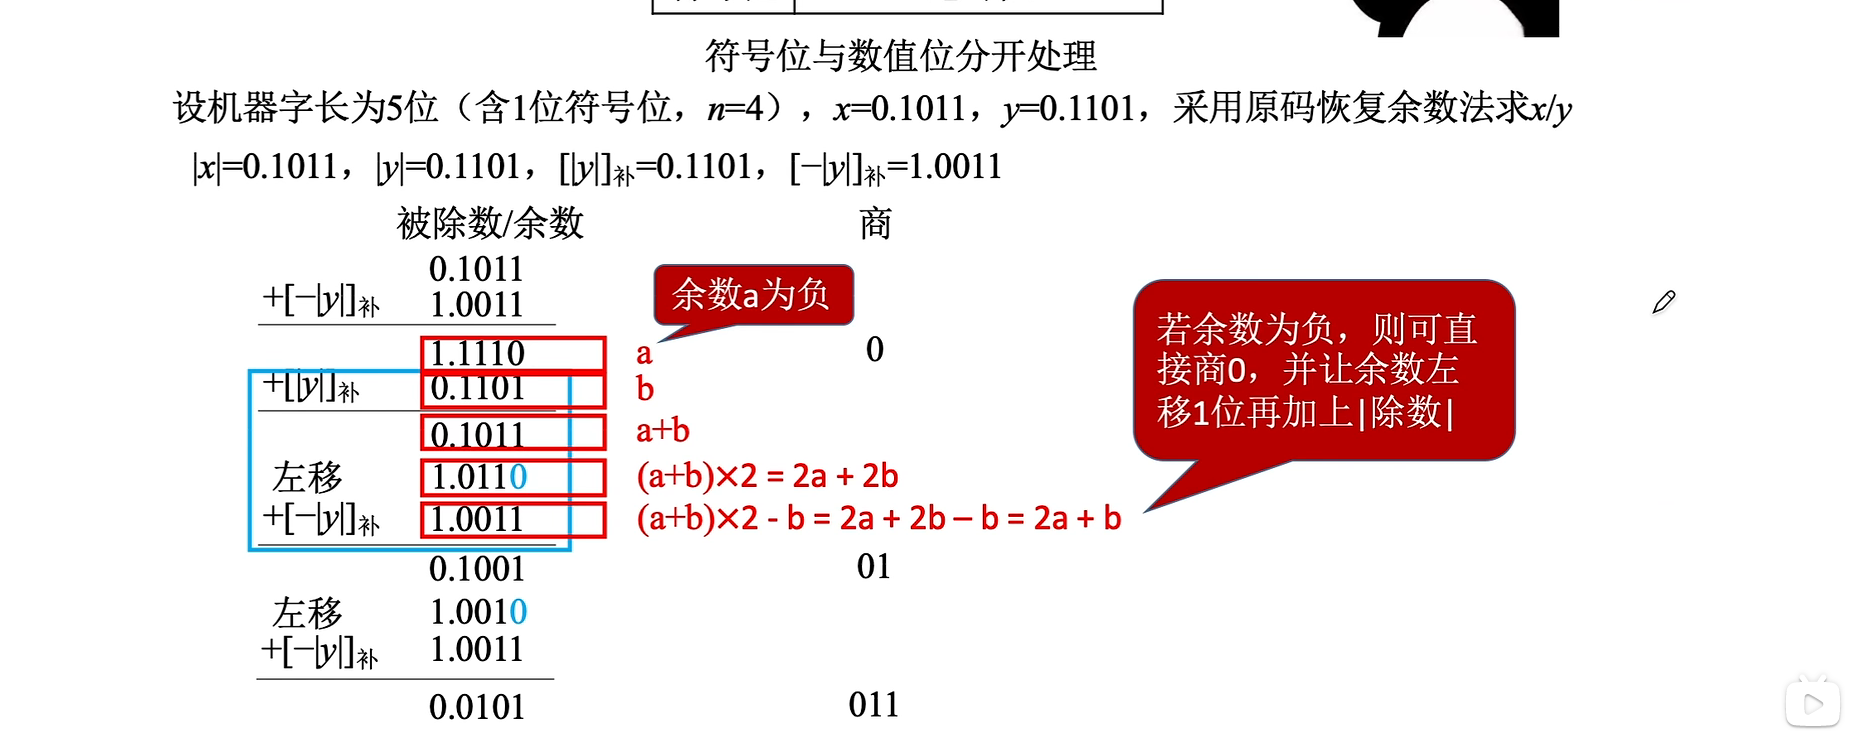 符号位与数值位分开处理
设机器字长为5位（含1位符号位，n=4），x=0.1011，y=0.1101，采用原码恢复余数法求x/y
|x|=0.1011，|y|=0.1101，[|y|]补=0.1101，[−|y|]补=1.0011
被除数/余数 商
0.1011
+[−|y|]补 1.0011
余数a为负
1.1110 a 0
+[|y|]补 0.1101 b
0.1011 a+b
左移 1.0110 (a+b)×2 = 2a + 2b
+[−|y|]补 1.0011 (a+b)×2 - b = 2a + 2b – b = 2a + b
若余数为负，则可直
接商0，并让余数左
移1位再加上|除数|
0.1001 01
左移 1.0010
+[−|y|]补 1.0011
0.0101 011